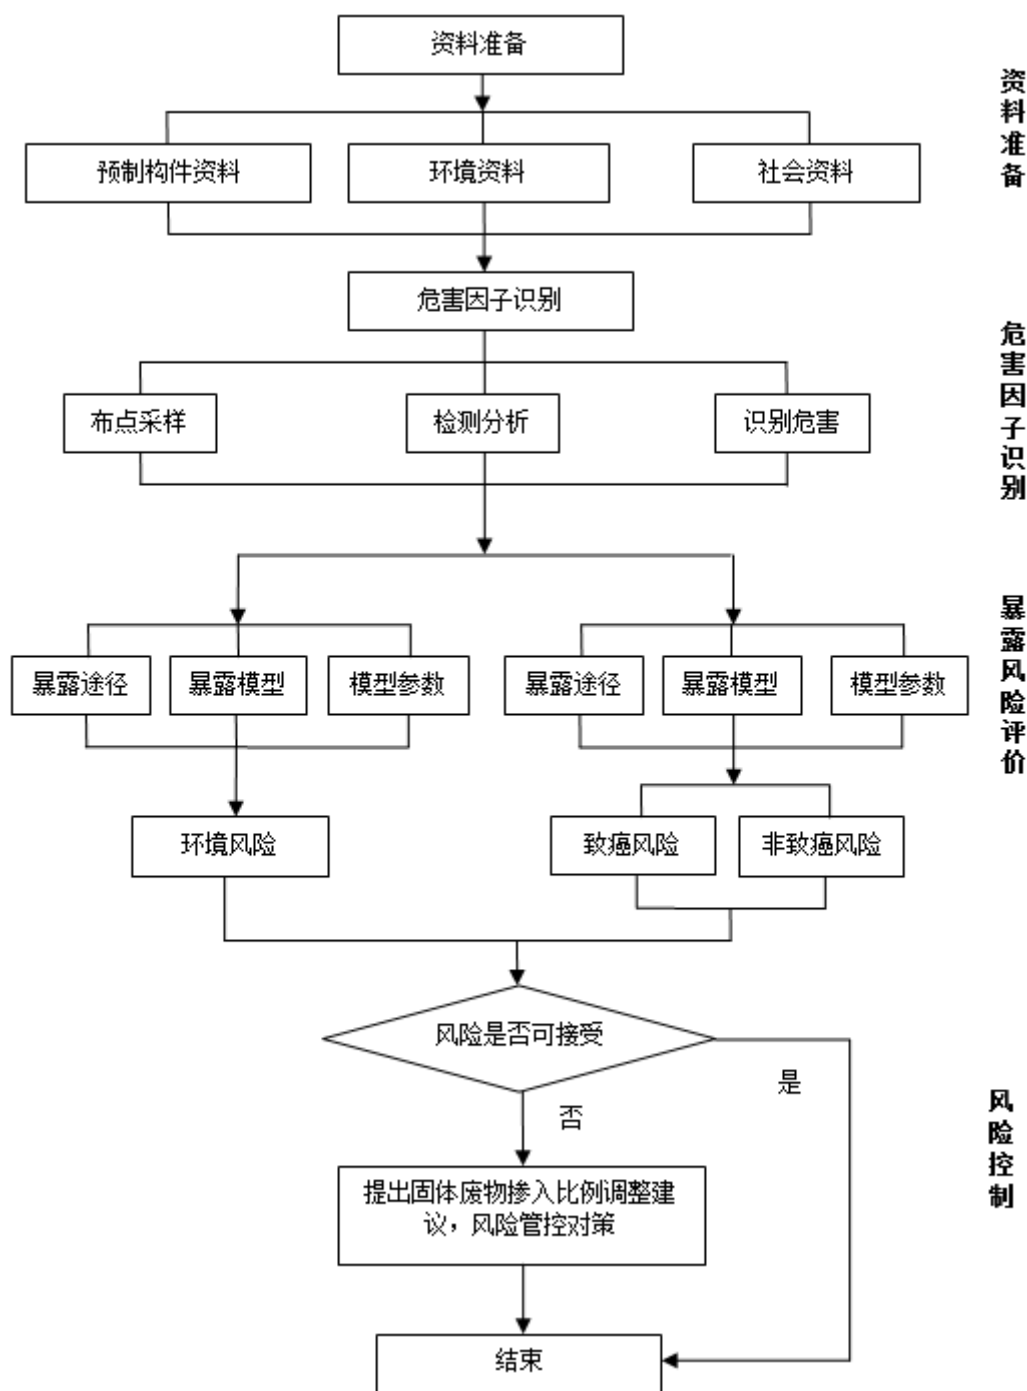 资料准备
资料准备
预制构件资料
环境资料
社会资料
危害因子识别
危害因子识别
布点采样
检测分析
识别危害
暴露风险评价
暴露途径
暴露模型
模型参数
暴露途径
暴露模型
模型参数
环境风险
致癌风险
非致癌风险
风险是否可接受
是
否
风险控制
提出固体废物掺入比例调整建
议，风险管控对策
结束